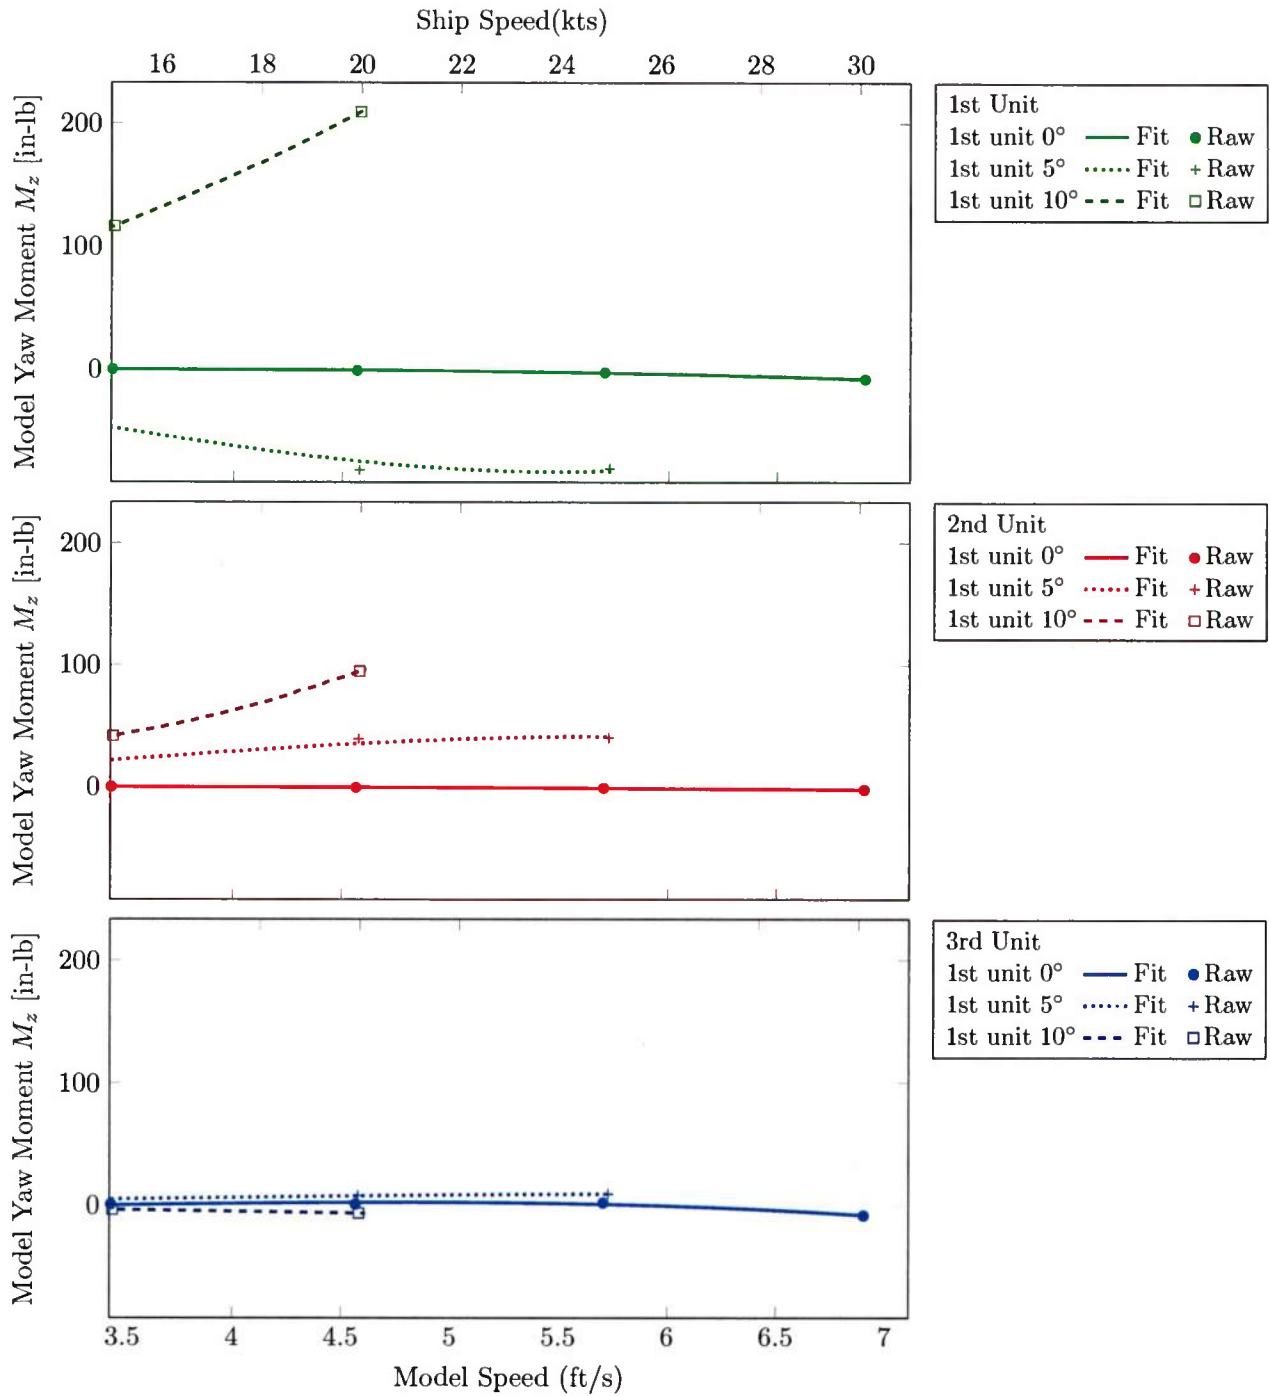 Ship Speed(kts)
16 18 20 22 24 26 28 30
Model Yaw Moment M_z [in-lb]
200
100
0
1st Unit
1st unit 0° Fit Raw
1st unit 5° Fit Raw
1st unit 10° Fit Raw
Model Yaw Moment M_z [in-lb]
200
100
0
2nd Unit
1st unit 0° Fit Raw
1st unit 5° Fit Raw
1st unit 10° Fit Raw
Model Yaw Moment M_z [in-lb]
200
100
0
3rd Unit
1st unit 0° Fit Raw
1st unit 5° Fit Raw
1st unit 10° Fit Raw
3.5 4 4.5 5 5.5 6 6.5 7
Model Speed (ft/s)